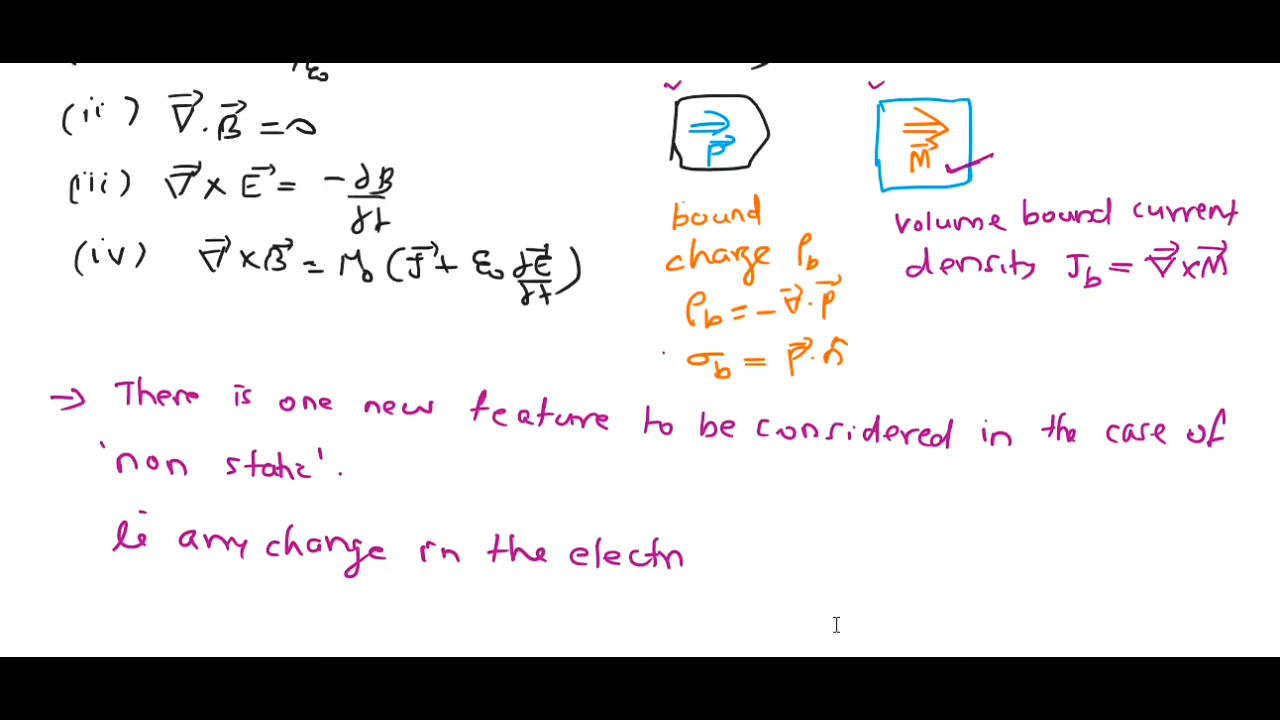 (ii) ∇⃗ · B⃗ = 0
(iii) ∇⃗ × E⃗ = -∂B/∂t
(iv) ∇⃗ × B⃗ = μ₀ (J⃗ + ε₀ ∂E⃗/∂t)
P⃗
bound
charge ρb
ρb = -∇⃗ · P⃗
σb = P⃗ · n̂
M⃗
volume bound current
density Jb = ∇⃗ × M⃗
→ There is one new feature to be considered in the case of
'non static'.
ie any change in the electri